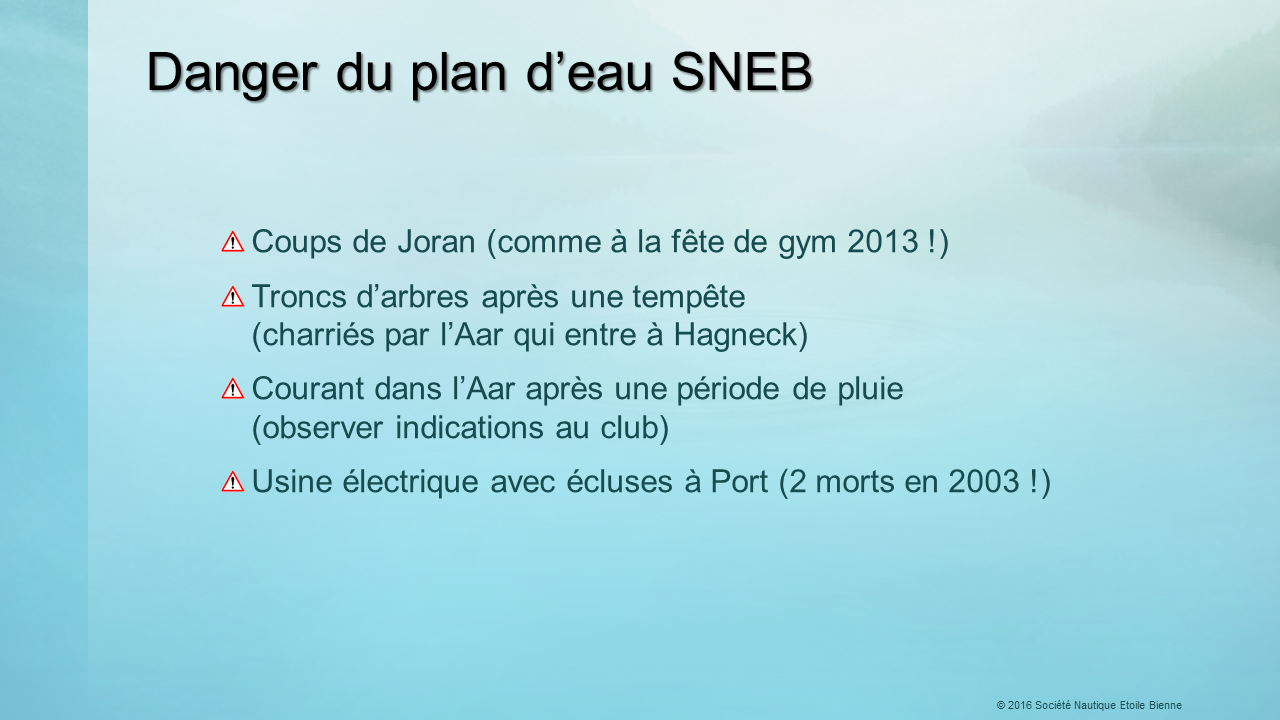 Danger du plan d’eau SNEB
Coups de Joran (comme à la fête de gym 2013 !)
Troncs d’arbres après une tempête
(charriés par l’Aar qui entre à Hagneck)
Courant dans l’Aar après une période de pluie
(observer indications au club)
Usine électrique avec écluses à Port (2 morts en 2003 !)
© 2016 Société Nautique Etoile Bienne